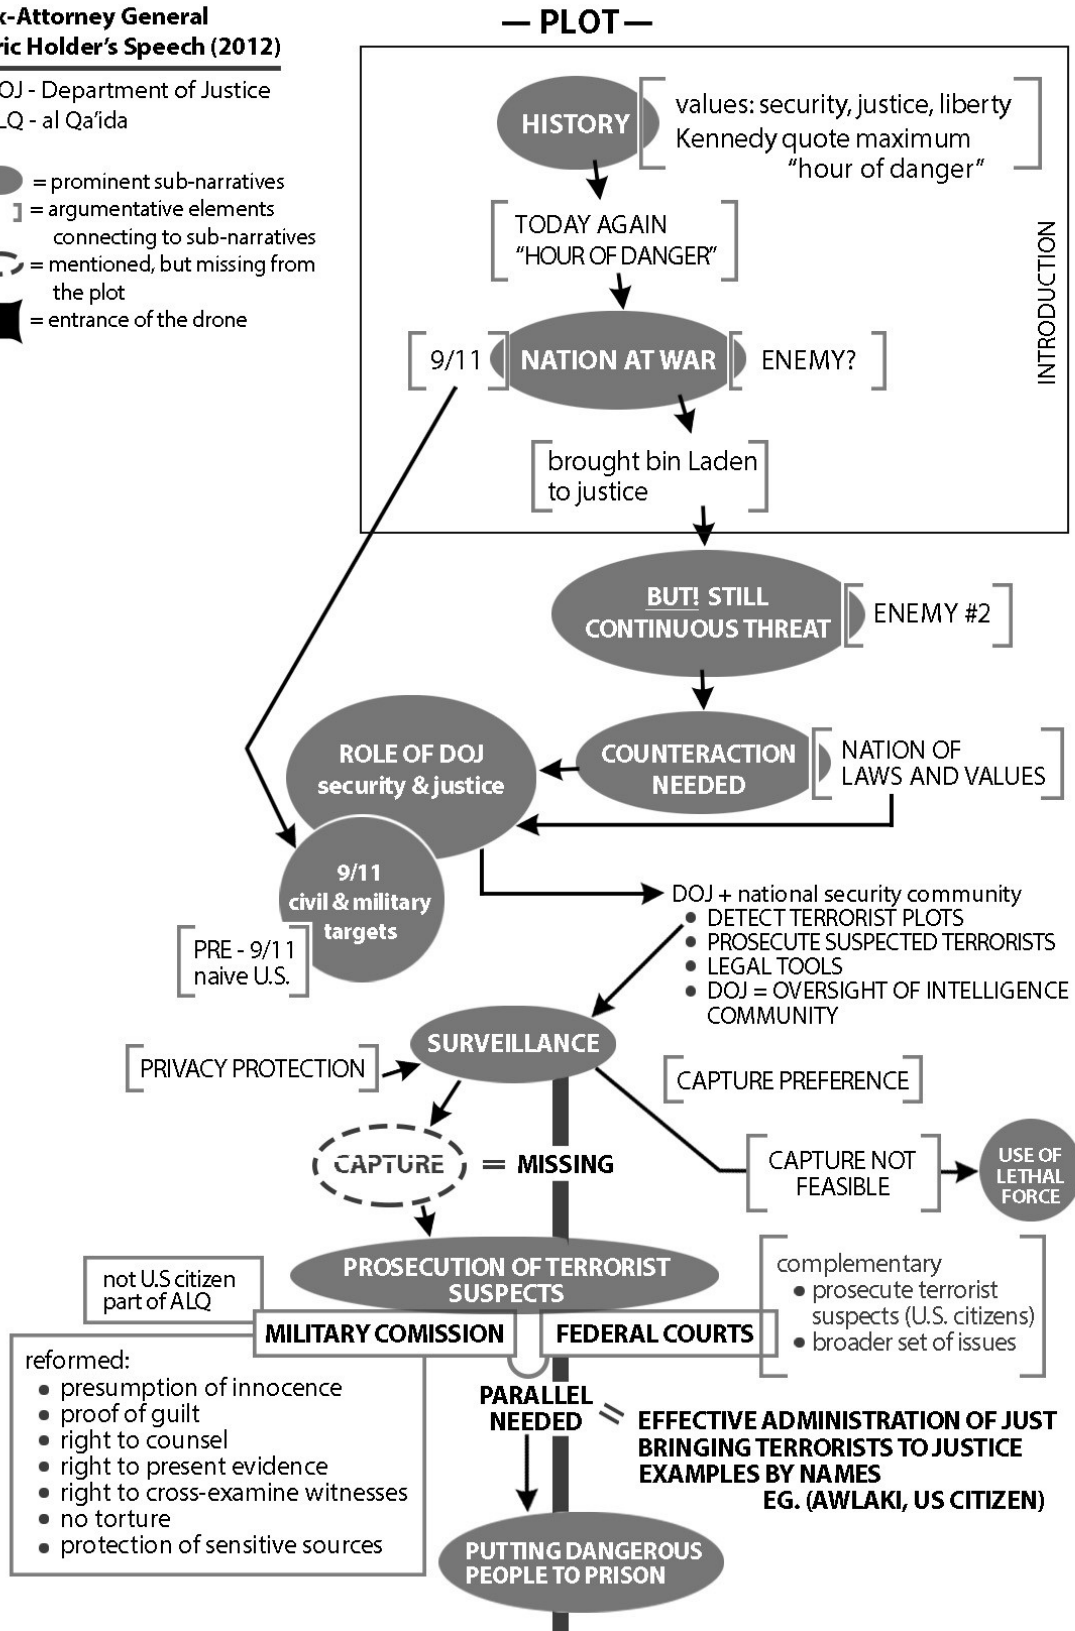 x-Attorney General
ric Holder's Speech (2012)
OJ - Department of Justice
LQ - al Qa'ida
= prominent sub-narratives
= argumentative elements
connecting to sub-narratives
= mentioned, but missing from
the plot
= entrance of the drone
— PLOT —
HISTORY
values: security, justice, liberty
Kennedy quote maximum
"hour of danger"
TODAY AGAIN
"HOUR OF DANGER"
INTRODUCTION
9/11
NATION AT WAR
ENEMY?
brought bin Laden
to justice
BUT! STILL
CONTINUOUS THREAT
ENEMY #2
ROLE OF DOJ
security & justice
COUNTERACTION
NEEDED
NATION OF
LAWS AND VALUES
9/11
civil & military
targets
PRE - 9/11
naive U.S.
DOJ + national security community
• DETECT TERRORIST PLOTS
• PROSECUTE SUSPECTED TERRORISTS
• LEGAL TOOLS
• DOJ = OVERSIGHT OF INTELLIGENCE
COMMUNITY
SURVEILLANCE
PRIVACY PROTECTION
CAPTURE PREFERENCE
CAPTURE = MISSING
CAPTURE NOT
FEASIBLE
USE OF
LETHAL
FORCE
PROSECUTION OF TERRORIST
SUSPECTS
not U.S citizen
part of ALQ
MILITARY COMISSION
FEDERAL COURTS
complementary
• prosecute terrorist
suspects (U.S. citizens)
• broader set of issues
reformed:
• presumption of innocence
• proof of guilt
• right to counsel
• right to present evidence
• right to cross-examine witnesses
• no torture
• protection of sensitive sources
PARALLEL
NEEDED
=
EFFECTIVE ADMINISTRATION OF JUST
BRINGING TERRORISTS TO JUSTICE
EXAMPLES BY NAMES
EG. (AWLAKI, US CITIZEN)
PUTTING DANGEROUS
PEOPLE TO PRISON